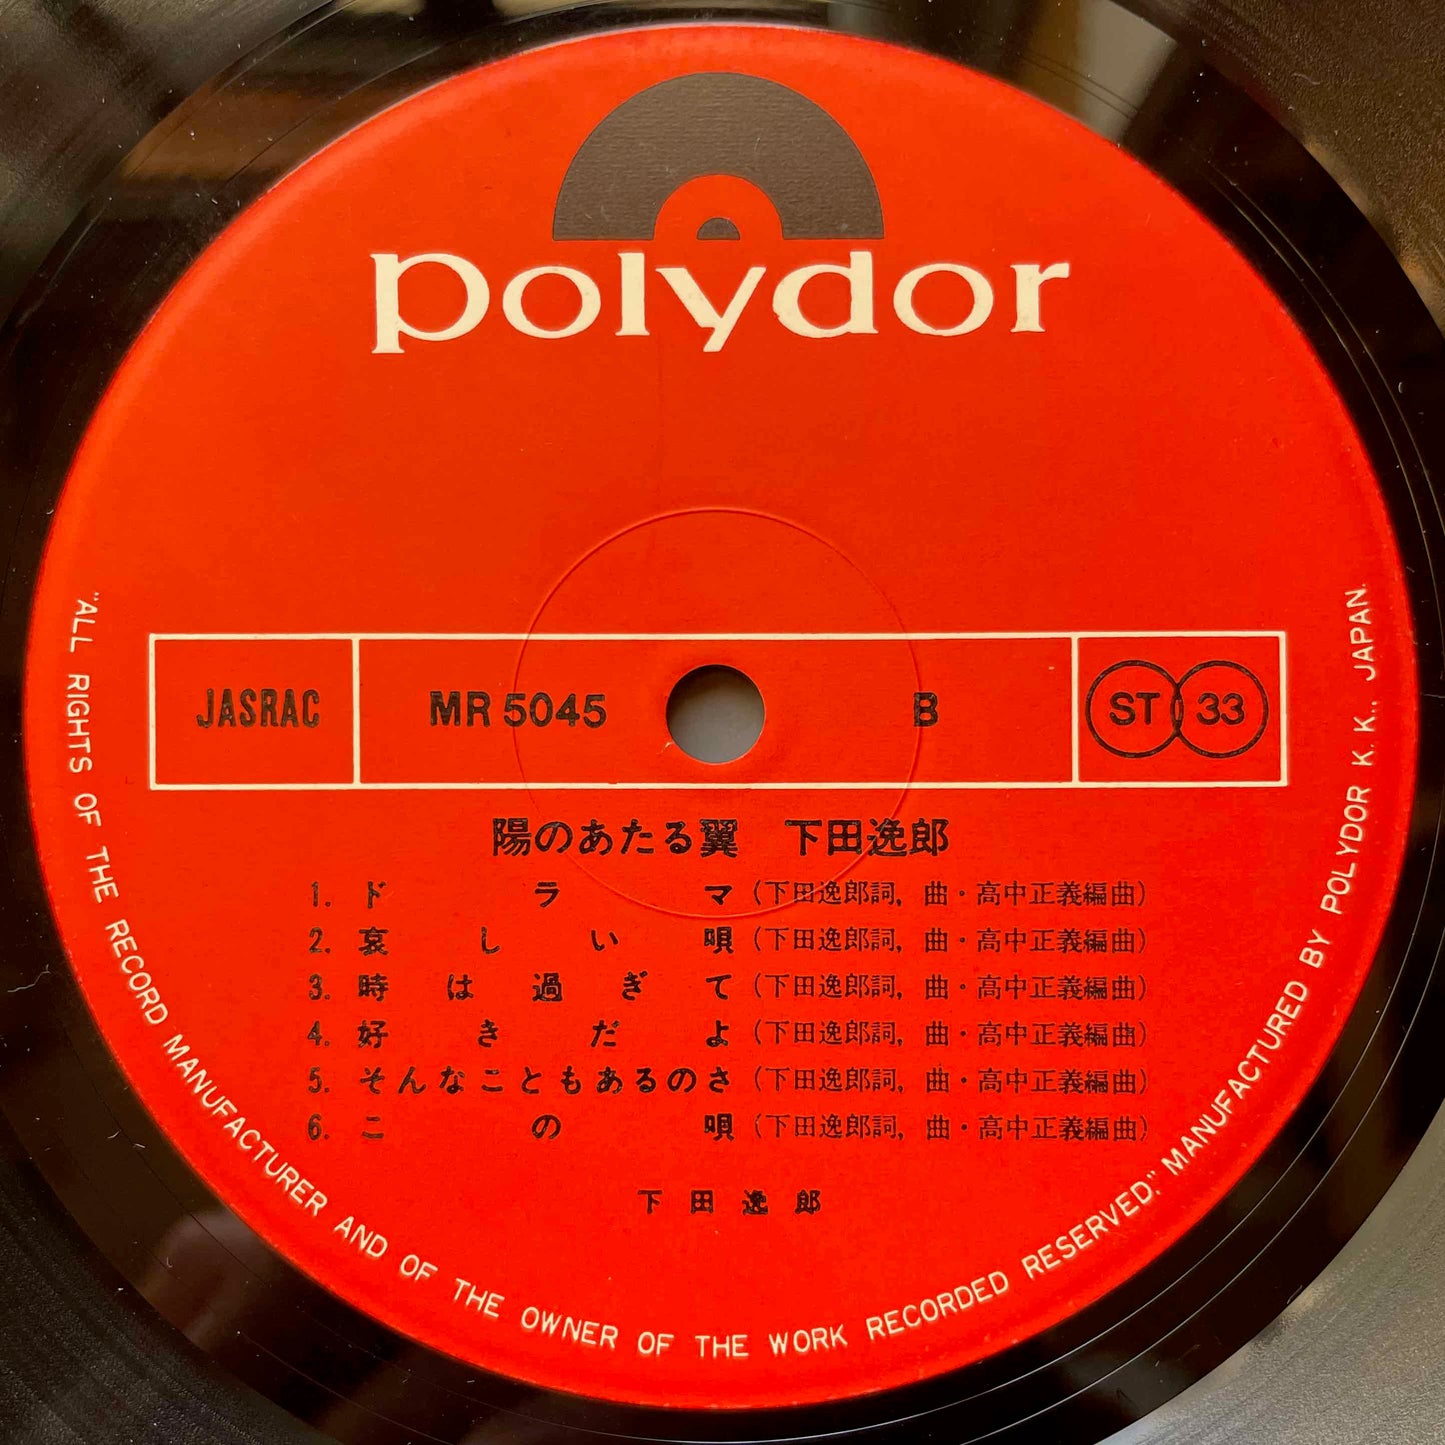 polydor
JASRAC MR 5045 B ST 33
陽のあたる翼 下田逸郎
1. ドラマ (下田逸郎詞, 曲・高中正義編曲)
2. 哀しい唄 (下田逸郎詞, 曲・高中正義編曲)
3. 時は過ぎて (下田逸郎詞, 曲・高中正義編曲)
4. 好きだよ (下田逸郎詞, 曲・高中正義編曲)
5. そんなこともあるのさ (下田逸郎詞, 曲・高中正義編曲)
6. この唄 (下田逸郎詞, 曲・高中正義編曲)
下田逸郎
"ALL RIGHTS OF THE RECORD MANUFACTURER AND OF THE OWNER OF THE WORK RECORDED RESERVED," MANUFACTURED BY POLYDOR K. K., JAPAN.